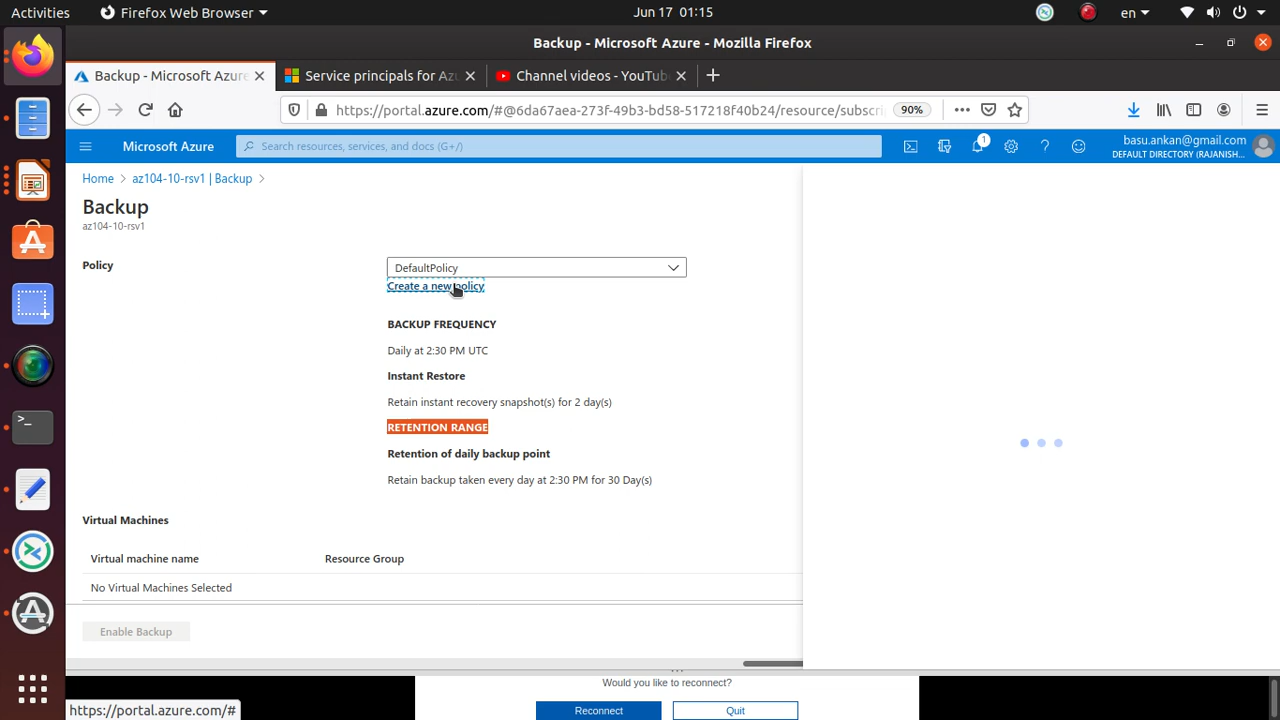 Activities
Firefox Web Browser
Jun 17 01:15
en
Backup - Microsoft Azure - Mozilla Firefox
Backup - Microsoft Azure
Service principals for Az
Channel videos - YouTub
https://portal.azure.com/#@6da67aea-273f-49b3-bd58-517218f40b24/resource/subscri
90%
Microsoft Azure
Search resources, services, and docs (G+/)
1
basu.ankan@gmail.com
DEFAULT DIRECTORY (RAJANISH...
Home > az104-10-rsv1 | Backup >
Backup
az104-10-rsv1
Policy
DefaultPolicy
Create a new policy
BACKUP FREQUENCY
Daily at 2:30 PM UTC
Instant Restore
Retain instant recovery snapshot(s) for 2 day(s)
RETENTION RANGE
Retention of daily backup point
Retain backup taken every day at 2:30 PM for 30 Day(s)
Virtual Machines
Virtual machine name
Resource Group
No Virtual Machines Selected
Enable Backup
Would you like to reconnect?
https://portal.azure.com/#
Reconnect
Quit